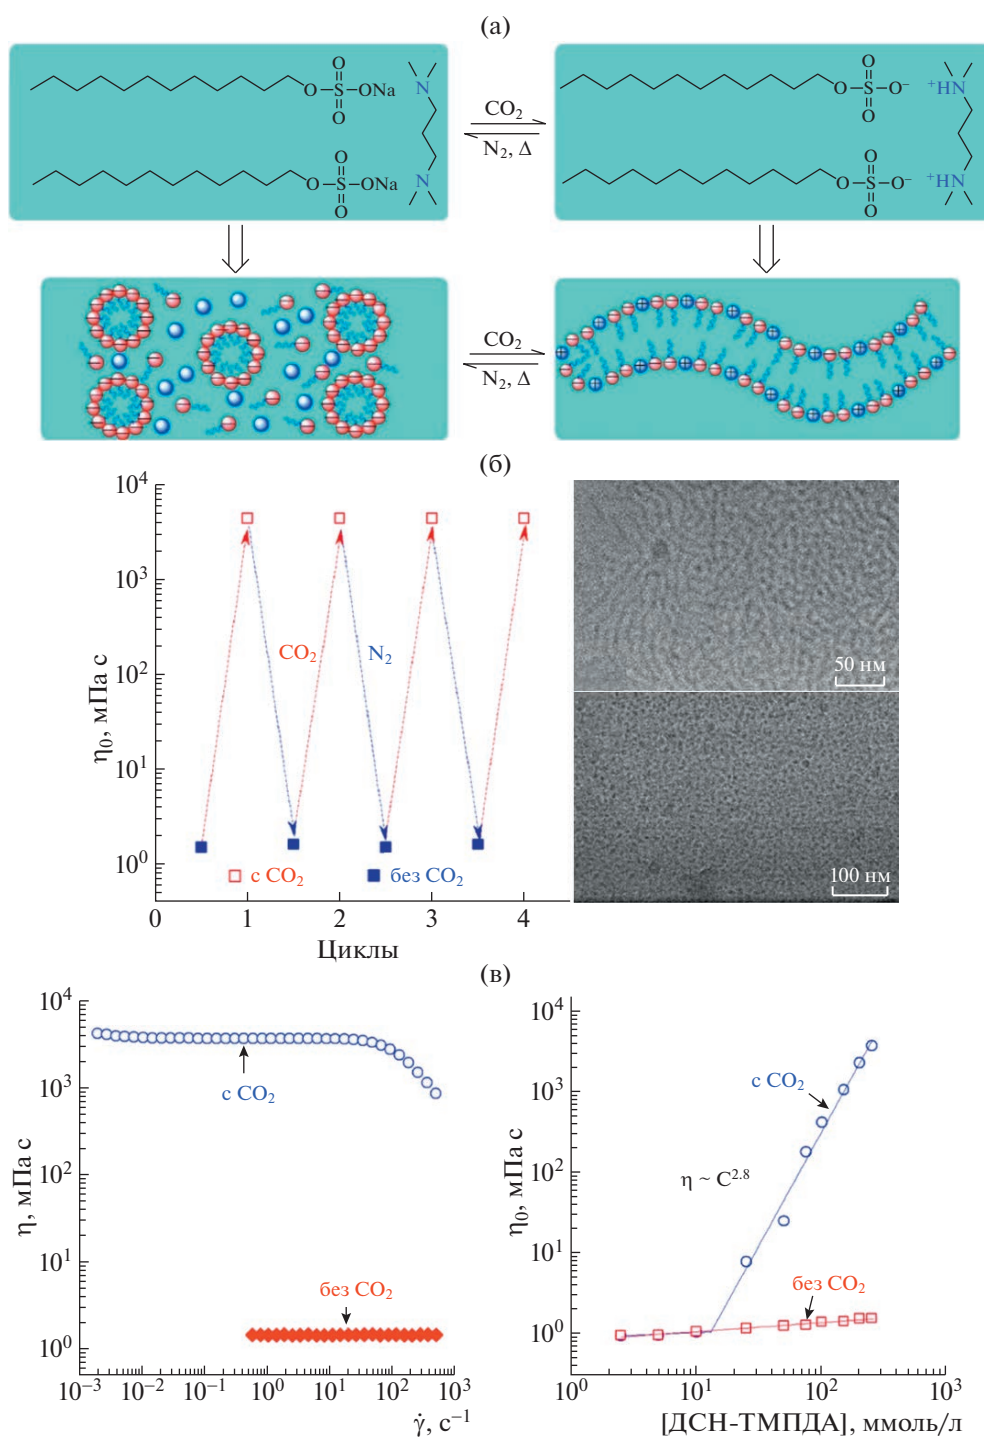 (а)
O S ONa O O N
CO₂
N₂, Δ
O S O⁻ O O ⁺HN
O S ONa O O N
O S O⁻ O O ⁺HN
CO₂
N₂, Δ
(б)
η₀, мПа с
10⁴
10³
10²
10¹
10⁰
CO₂
N₂
с CO₂
без CO₂
0 1 2 3 4
Циклы
50 нм
100 нм
(в)
η, мПа с
10⁴
10³
10²
10¹
10⁰
с CO₂
без CO₂
10⁻³ 10⁻² 10⁻¹ 10⁰ 10¹ 10² 10³
γ̇, с⁻¹
η₀, мПа с
10⁴
10³
10²
10¹
10⁰
с CO₂
η ~ C²·⁸
без CO₂
10⁰ 10¹ 10² 10³
[ДСН-ТМПДА], ммоль/л